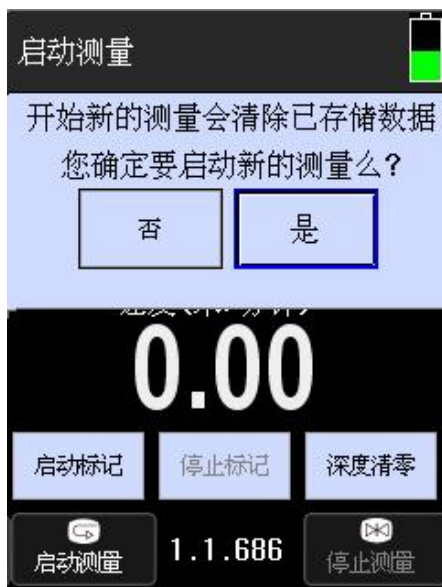 启动测量
开始新的测量会清除已存储数据
您确定要启动新的测量么?
否 是
0.00
启动标记 停止标记 深度清零
启动测量 1.1.686 停止测量